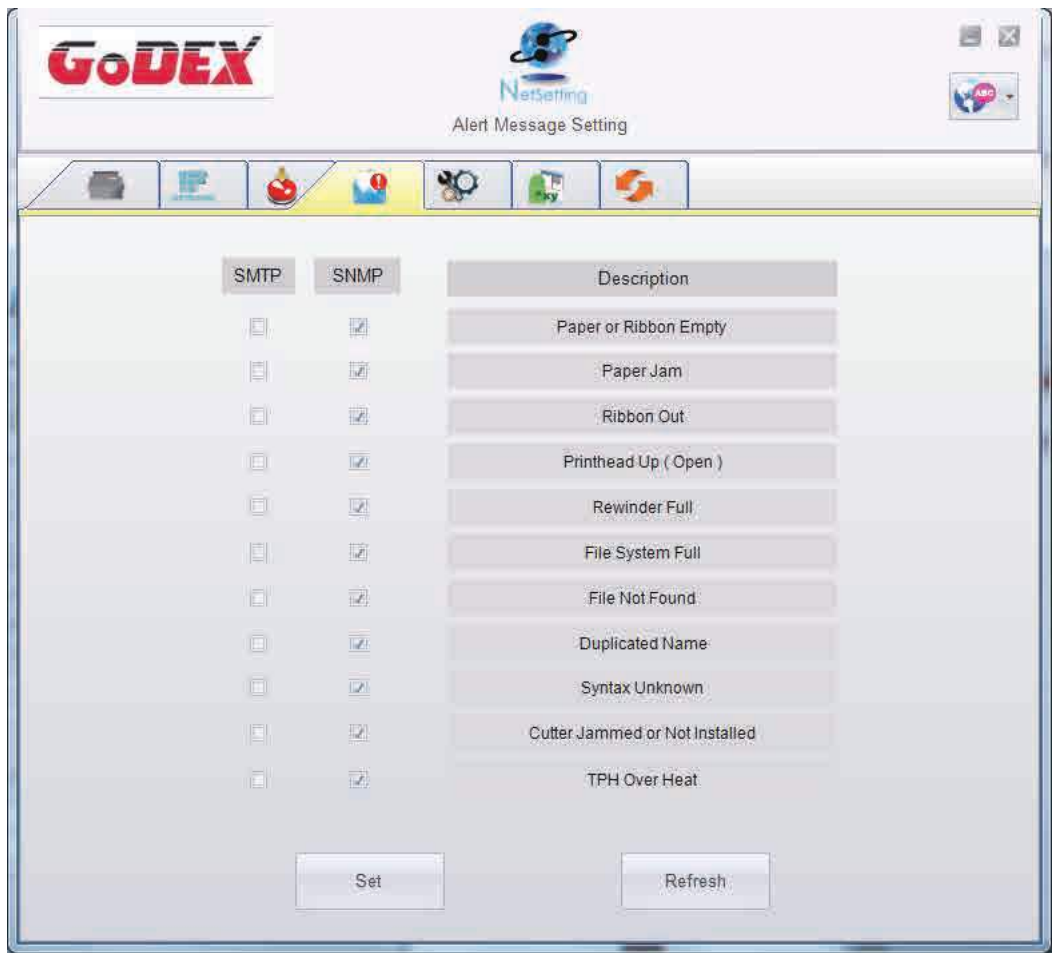 GoDEX
NetSetting
Alert Message Setting
ABC
xy
SMTP SNMP Description
Paper or Ribbon Empty
Paper Jam
Ribbon Out
Printhead Up ( Open )
Rewinder Full
File System Full
File Not Found
Duplicated Name
Syntax Unknown
Cutter Jammed or Not Installed
TPH Over Heat
Set Refresh